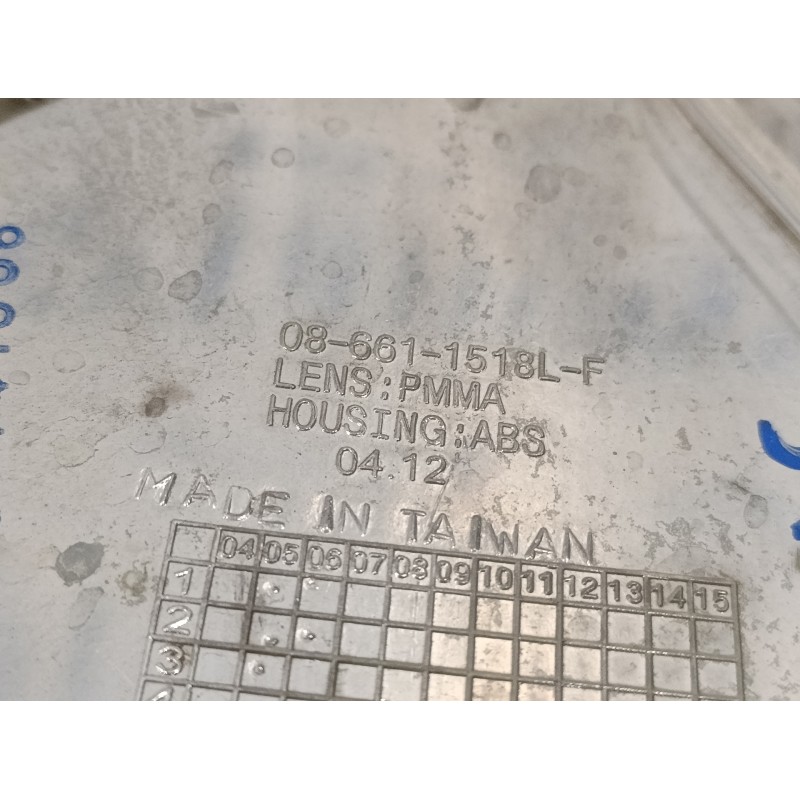 08-661-1518L-F
LENS:PMMA
HOUSING:ABS
04.12
MADE IN TAIWAN
04 05 06 07 08 09 10 11 12 13 14 15
1
2
3